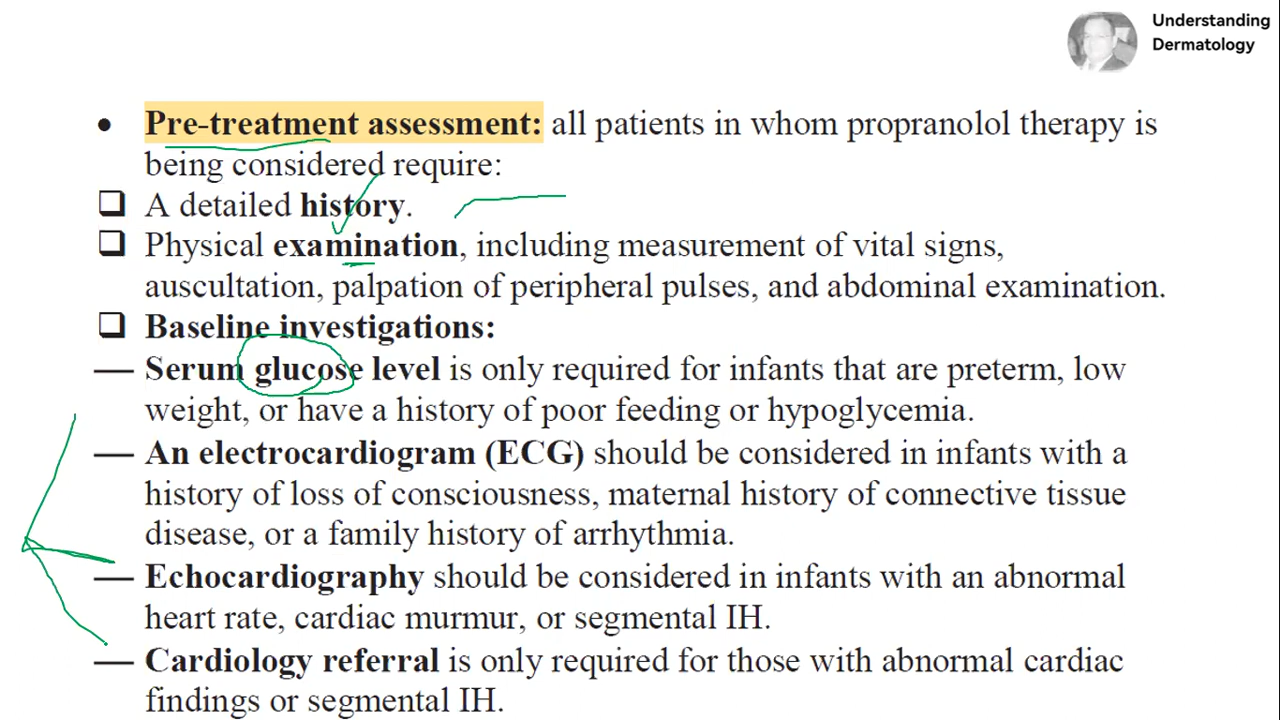 Understanding
Dermatology
• Pre-treatment assessment: all patients in whom propranolol therapy is
being considered require:
❑ A detailed history.
❑ Physical examination, including measurement of vital signs,
auscultation, palpation of peripheral pulses, and abdominal examination.
❑ Baseline investigations:
— Serum glucose level is only required for infants that are preterm, low
weight, or have a history of poor feeding or hypoglycemia.
— An electrocardiogram (ECG) should be considered in infants with a
history of loss of consciousness, maternal history of connective tissue
disease, or a family history of arrhythmia.
— Echocardiography should be considered in infants with an abnormal
heart rate, cardiac murmur, or segmental IH.
— Cardiology referral is only required for those with abnormal cardiac
findings or segmental IH.